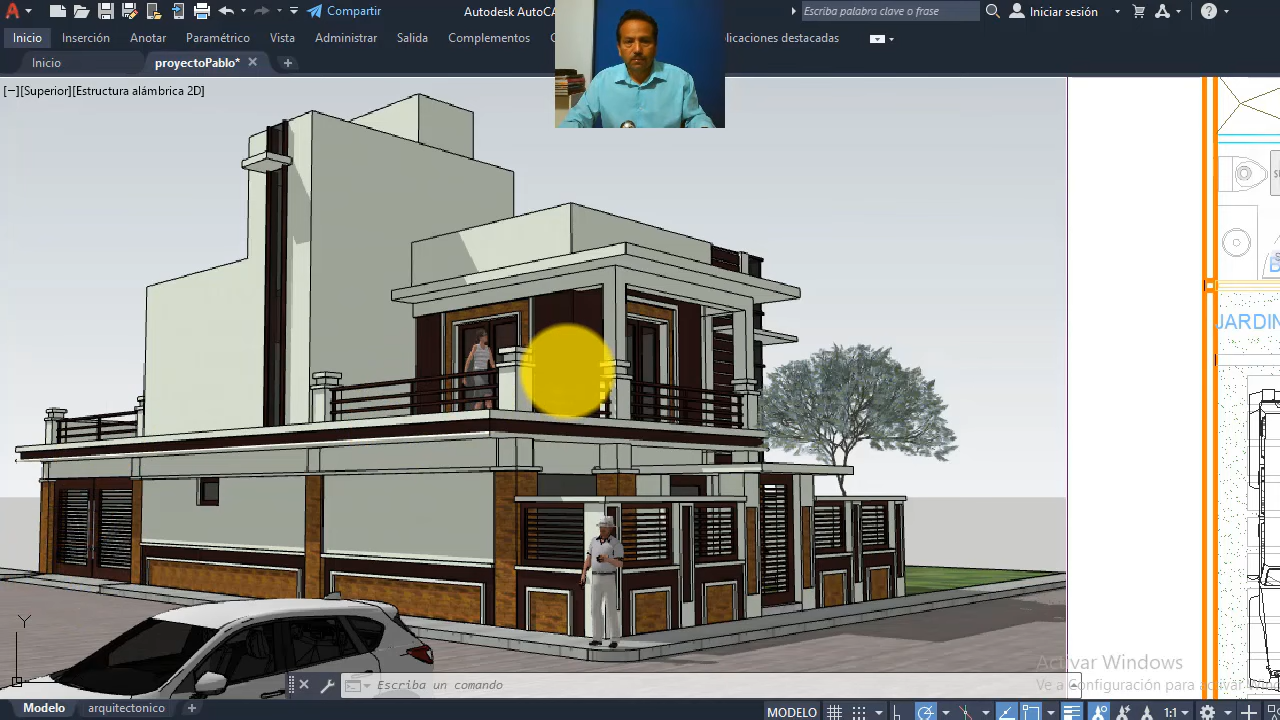 Compartir
Autodesk AutoCA
Escriba palabra clave o frase
Iniciar sesión
Inicio
Inserción
Anotar
Paramétrico
Vista
Administrar
Salida
Complementos
plicaciones destacadas
Inicio
proyectoPablo*
[−][Superior][Estructura alámbrica 2D]
JARDIN
Y
Activar Windows
Ve a Configuración para activar
Escriba un comando
Modelo
arquitectonico
MODELO
1:1